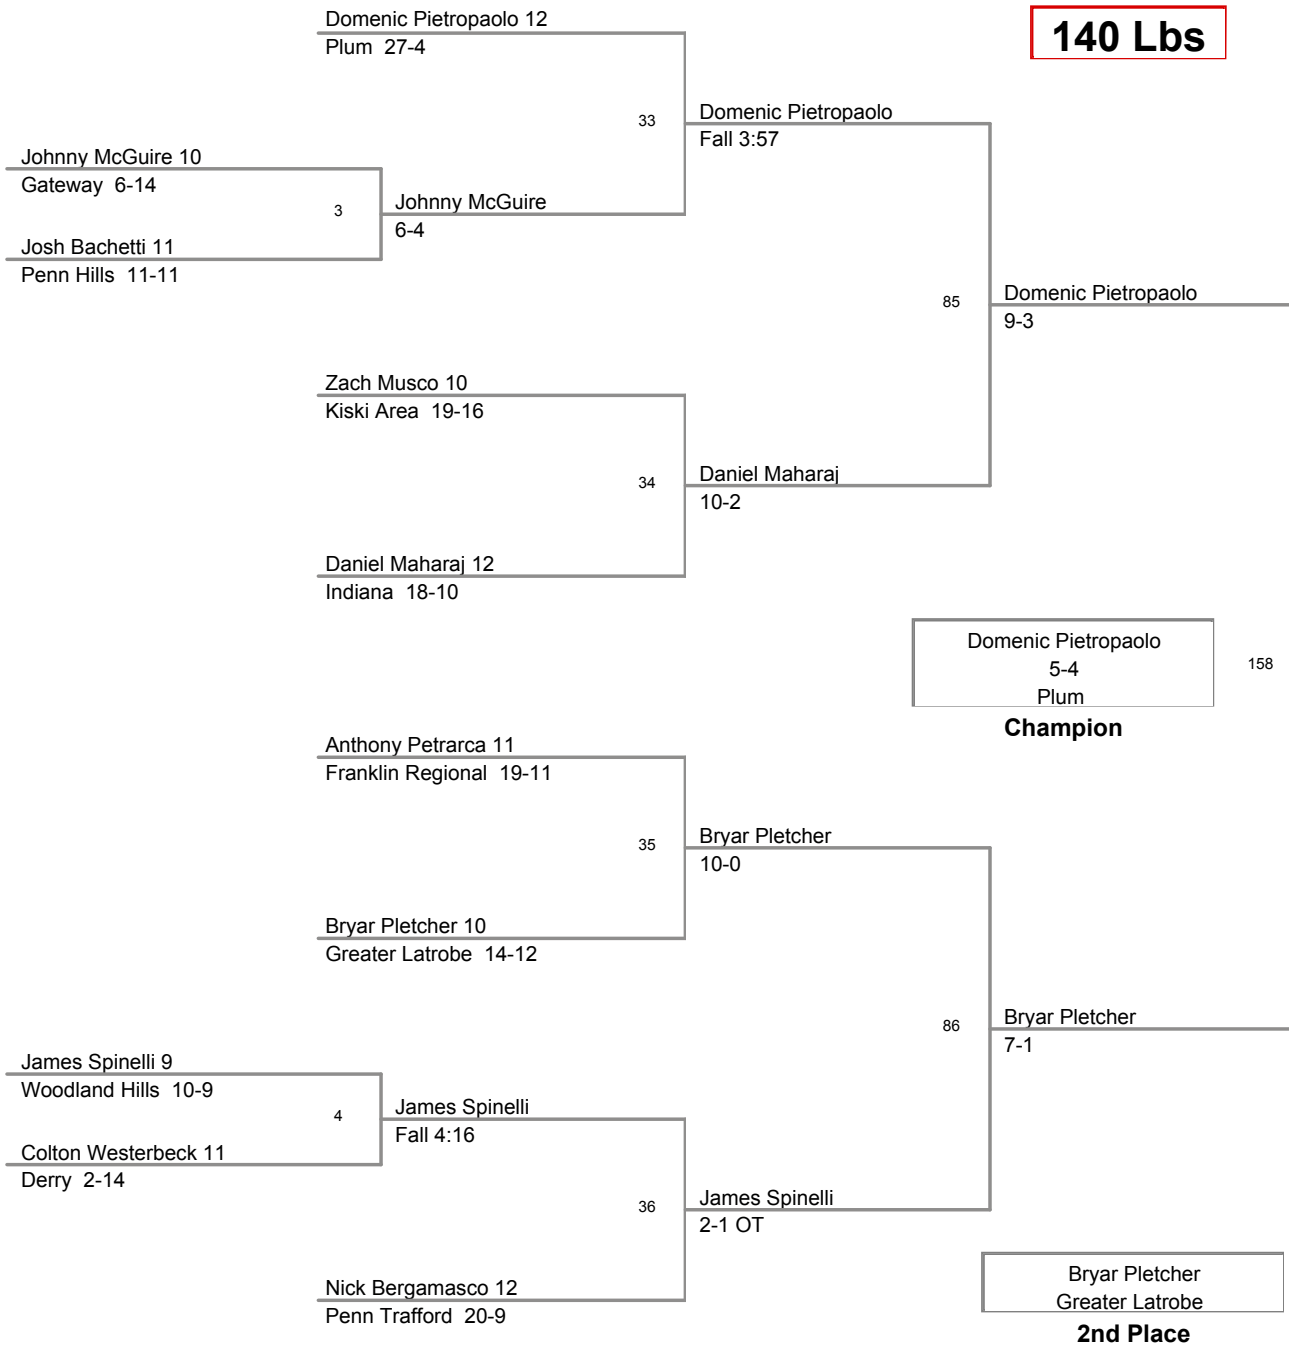 Domenic Pietropaolo 12
Plum  27-4
140 Lbs
33
Domenic Pietropaolo
Fall 3:57
Johnny McGuire 10
Gateway  6-14
3
Johnny McGuire
6-4
Josh Bachetti 11
Penn Hills  11-11
85
Domenic Pietropaolo
9-3
Zach Musco 10
Kiski Area  19-16
34
Daniel Maharaj
10-2
Daniel Maharaj 12
Indiana  18-10
Domenic Pietropaolo
5-4
Plum
158
Champion
Anthony Petrarca 11
Franklin Regional  19-11
35
Bryar Pletcher
10-0
Bryar Pletcher 10
Greater Latrobe  14-12
86
Bryar Pletcher
7-1
James Spinelli 9
Woodland Hills  10-9
4
James Spinelli
Fall 4:16
Colton Westerbeck 11
Derry  2-14
36
James Spinelli
2-1 OT
Nick Bergamasco 12
Penn Trafford  20-9
Bryar Pletcher
Greater Latrobe
2nd Place